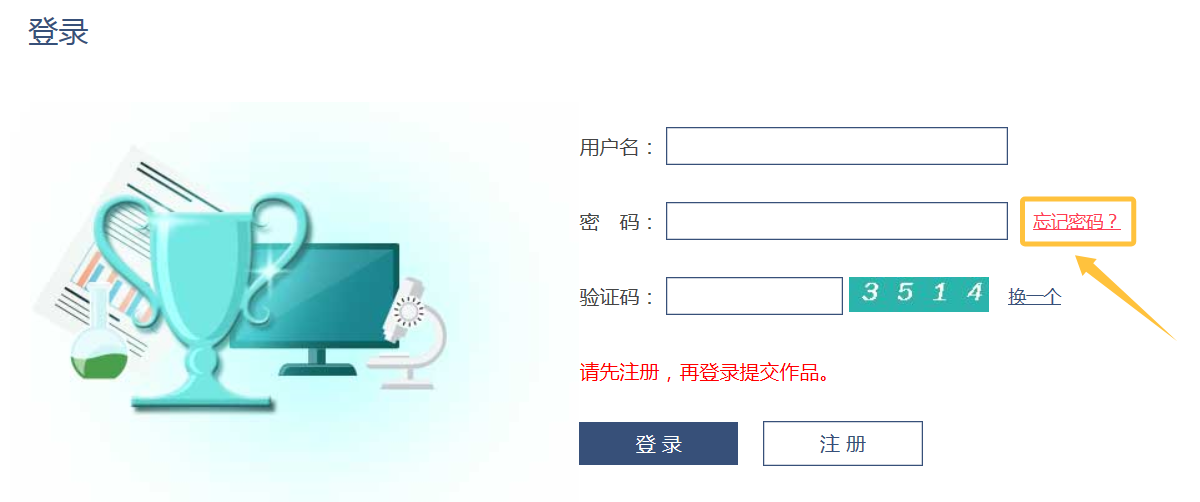 登录
用户名：
密 码： 忘记密码？
验证码： 3 5 1 4 换一个
请先注册，再登录提交作品。
登 录 注 册